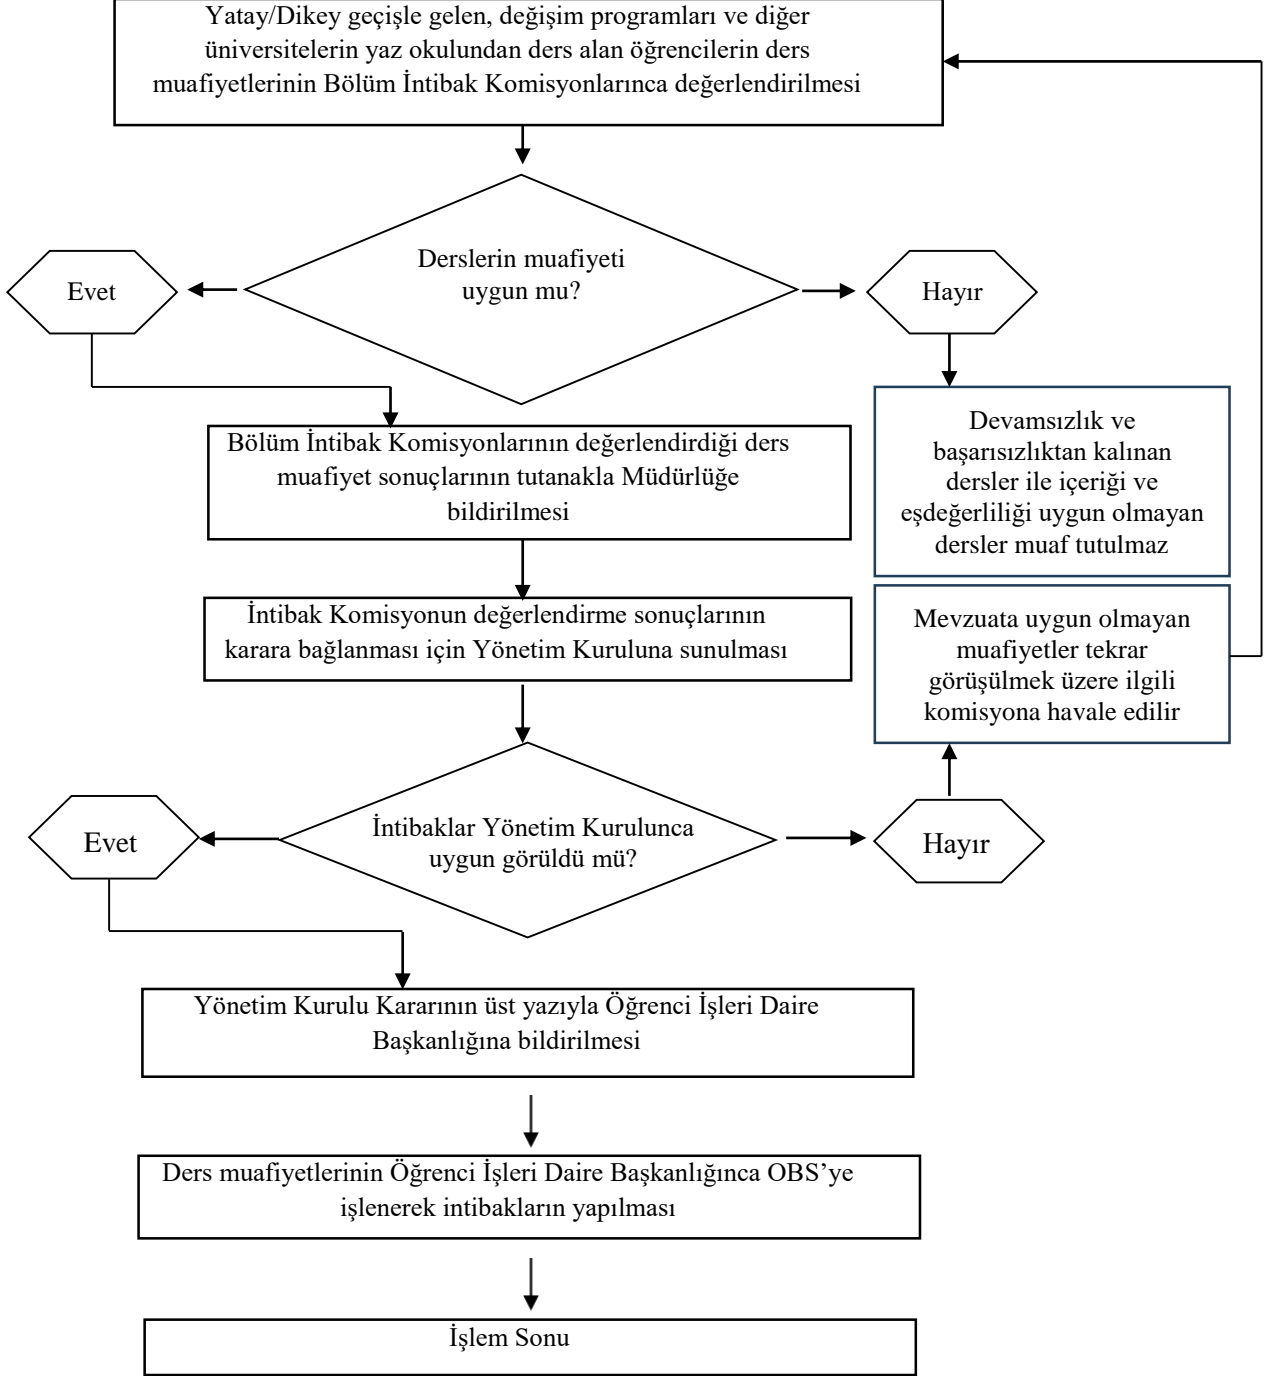 Yatay/Dikey geçişle gelen, değişim programları ve diğer
üniversitelerin yaz okulundan ders alan öğrencilerin ders
muafiyetlerinin Bölüm İntibak Komisyonlarınca değerlendirilmesi
Derslerin muafiyeti
uygun mu?
Evet
Hayır
Devamsızlık ve
başarısızlıktan kalınan
dersler ile içeriği ve
eşdeğerliliği uygun olmayan
dersler muaf tutulmaz
Bölüm İntibak Komisyonlarının değerlendirdiği ders
muafiyet sonuçlarının tutanakla Müdürlüğe
bildirilmesi
İntibak Komisyonun değerlendirme sonuçlarının
karara bağlanması için Yönetim Kuruluna sunulması
Mevzuata uygun olmayan
muafiyetler tekrar
görüşülmek üzere ilgili
komisyona havale edilir
İntibaklar Yönetim Kurulunca
uygun görüldü mü?
Evet
Hayır
Yönetim Kurulu Kararının üst yazıyla Öğrenci İşleri Daire
Başkanlığına bildirilmesi
Ders muafiyetlerinin Öğrenci İşleri Daire Başkanlığınca OBS’ye
işlenerek intibakların yapılması
İşlem Sonu